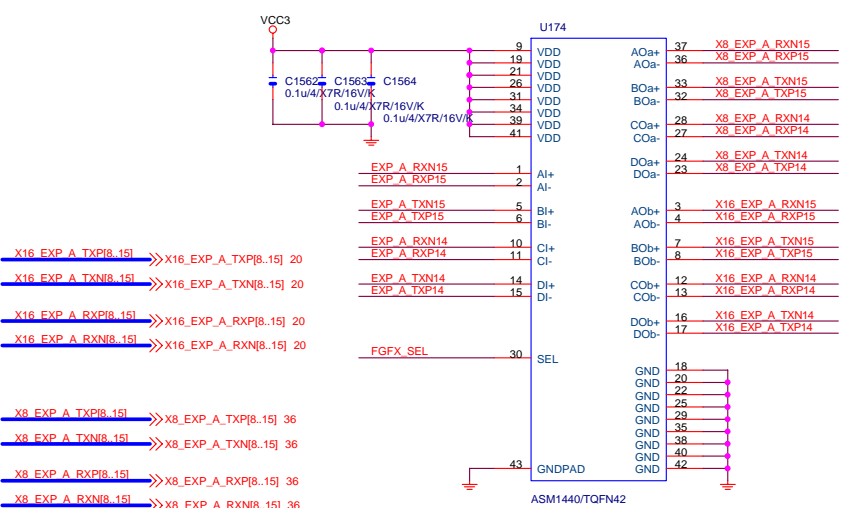 VCC3
U174
9 VDD AOa+ 37 X8_EXP_A_RXN15
19 VDD AOa- 36 X8_EXP_A_RXP15
21 VDD
C1562 C1563 C1564
26 VDD BOa+ 33 X8_EXP_A_TXN15
0.1u/4/X7R/16V/K
31 VDD BOa- 32 X8_EXP_A_TXP15
0.1u/4/X7R/16V/K
34 VDD
0.1u/4/X7R/16V/K
39 VDD COa+ 28 X8_EXP_A_RXN14
41 VDD COa- 27 X8_EXP_A_RXP14
DOa+ 24 X8_EXP_A_TXN14
EXP_A_RXN15 1 AI+ DOa- 23 X8_EXP_A_TXP14
EXP_A_RXP15 2 AI-
EXP_A_TXN15 5 BI+ AOb+ 3 X16_EXP_A_RXN15
EXP_A_TXP15 6 BI- AOb- 4 X16_EXP_A_RXP15
EXP_A_RXN14 10 CI+ BOb+ 7 X16_EXP_A_TXN15
EXP_A_RXP14 11 CI- BOb- 8 X16_EXP_A_TXP15
X16_EXP_A_TXP[8..15] X16_EXP_A_TXP[8..15] 20
EXP_A_TXN14 14 DI+ COb+ 12 X16_EXP_A_RXN14
EXP_A_TXP14 15 DI- COb- 13 X16_EXP_A_RXP14
X16_EXP_A_TXN[8..15] X16_EXP_A_TXN[8..15] 20
DOb+ 16 X16_EXP_A_TXN14
DOb- 17 X16_EXP_A_TXP14
X16_EXP_A_RXP[8..15] X16_EXP_A_RXP[8..15] 20
X16_EXP_A_RXN[8..15] X16_EXP_A_RXN[8..15] 20
FGFX_SEL 30 SEL
GND 18
GND 20
GND 22
GND 25
GND 29
GND 35
GND 38
GND 40
43 GNDPAD GND 42
X8_EXP_A_TXP[8..15] X8_EXP_A_TXP[8..15] 36
X8_EXP_A_TXN[8..15] X8_EXP_A_TXN[8..15] 36
X8_EXP_A_RXP[8..15] X8_EXP_A_RXP[8..15] 36
X8_EXP_A_RXN[8..15] X8_EXP_A_RXN[8..15] 36
ASM1440/TQFN42